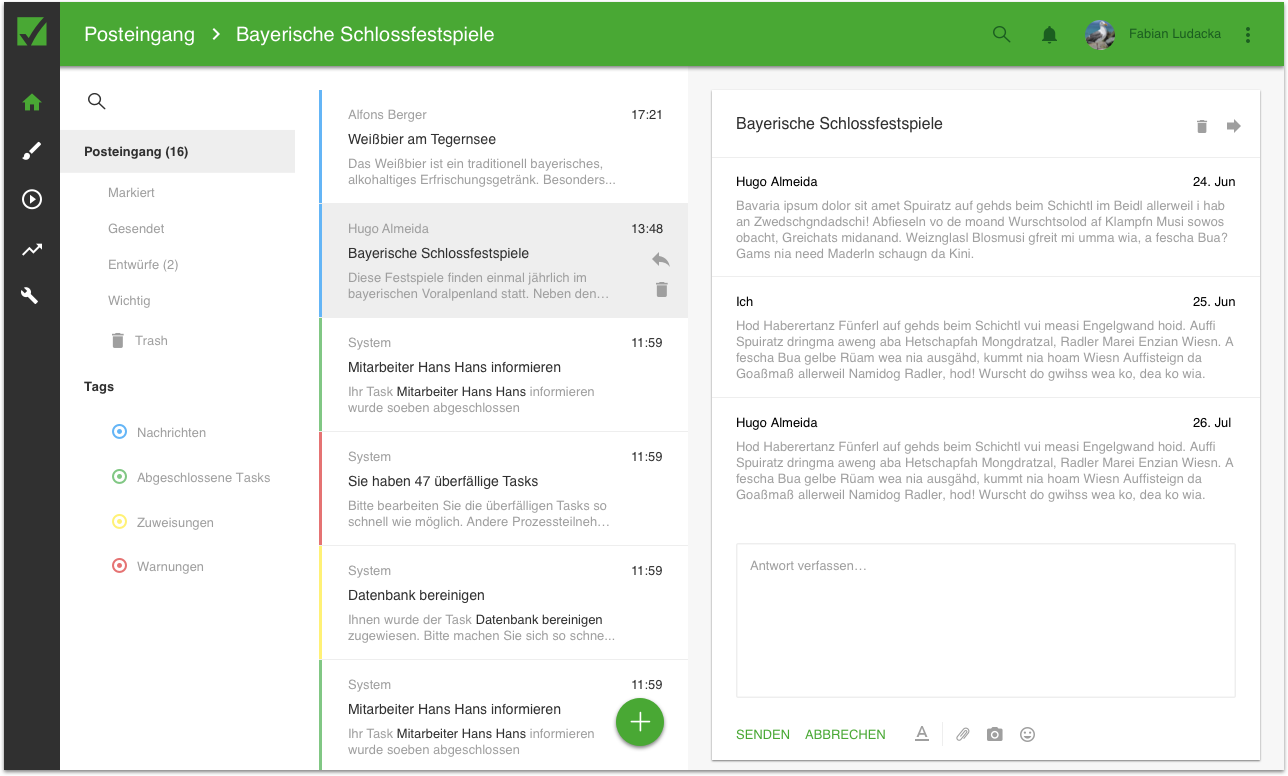 Posteingang > Bayerische Schlossfestspiele
Fabian Ludacka
Posteingang (16)
Markiert
Gesendet
Entwürfe (2)
Wichtig
Trash
Tags
Nachrichten
Abgeschlossene Tasks
Zuweisungen
Warnungen
Alfons Berger 17:21
Weißbier am Tegernsee
Das Weißbier ist ein traditionell bayerisches,
alkohaltiges Erfrischungsgetränk. Besonders...
Hugo Almeida 13:48
Bayerische Schlossfestspiele
Diese Festspiele finden einmal jährlich im
bayerischen Voralpenland statt. Neben den…
System 11:59
Mitarbeiter Hans Hans informieren
Ihr Task Mitarbeiter Hans Hans informieren
wurde soeben abgeschlossen
System 11:59
Sie haben 47 überfällige Tasks
Bitte bearbeiten Sie die überfälligen Tasks so
schnell wie möglich. Andere Prozessteilneh…
System 11:59
Datenbank bereinigen
Ihnen wurde der Task Datenbank bereinigen
zugewiesen. Bitte machen Sie sich so schne...
System 11:59
Mitarbeiter Hans Hans informieren
Ihr Task Mitarbeiter Hans Hans informieren
wurde soeben abgeschlossen
Bayerische Schlossfestspiele
Hugo Almeida 24. Jun
Bavaria ipsum dolor sit amet Spuiratz auf gehds beim Schichtl im Beidl allerweil i hab
an Zwedschgndadschi! Abfieseln vo de moand Wurschtsolod af Klampfn Musi sowos
obacht, Greichats midanand. Weiznglasl Blosmusi gfreit mi umma wia, a fescha Bua?
Gams nia need Maderln schaugn da Kini.
Ich 25. Jun
Hod Haberertanz Fünferl auf gehds beim Schichtl vui measi Engelgwand hoid. Auffi
Spuiratz dringma aweng aba Hetschapfah Mongdratzal, Radler Marei Enzian Wiesn. A
fescha Bua gelbe Rüam wea nia ausgähd, kummt nia hoam Wiesn Auffisteign da
Goaßmaß allerweil Namidog Radler, hod! Wurscht do gwihss wea ko, dea ko wia.
Hugo Almeida 26. Jul
Hod Haberertanz Fünferl auf gehds beim Schichtl vui measi Engelgwand hoid. Auffi
Spuiratz dringma aweng aba Hetschapfah Mongdratzal, Radler Marei Enzian Wiesn. A
fescha Bua gelbe Rüam wea nia ausgähd, kummt nia hoam Wiesn Auffisteign da
Goaßmaß allerweil Namidog Radler, hod! Wurscht do gwihss wea ko, dea ko wia.
Antwort verfassen…
SENDEN ABBRECHEN A